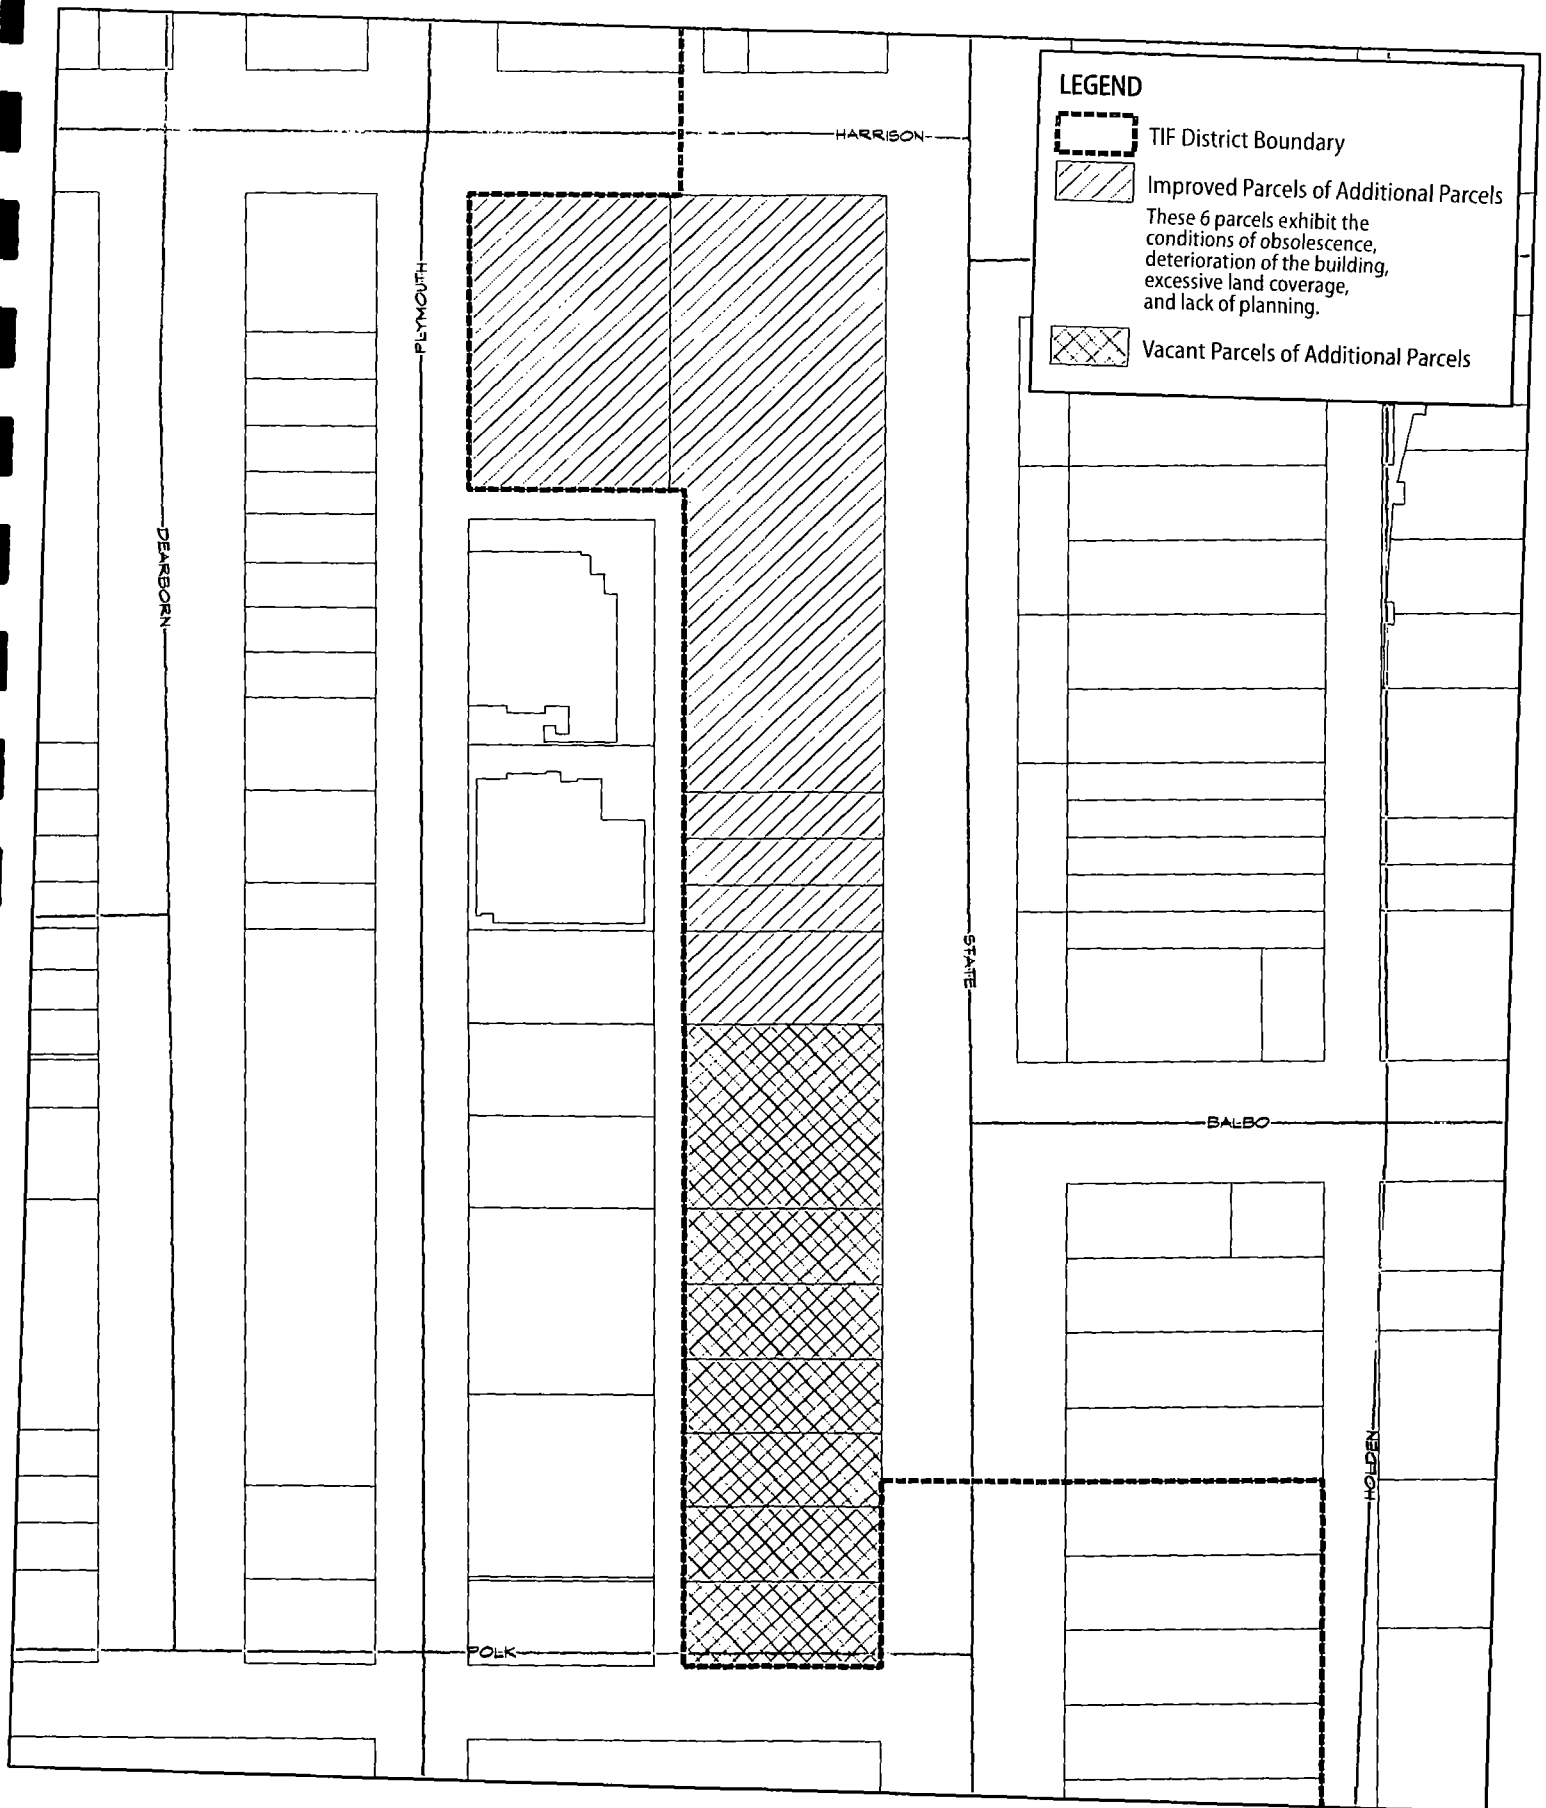 LEGEND
TIF District Boundary
Improved Parcels of Additional Parcels
These 6 parcels exhibit the
conditions of obsolescence,
deterioration of the building,
excessive land coverage,
and lack of planning.
Vacant Parcels of Additional Parcels
HARRISON
PLYMOUTH
DEARBORN
STATE
BALBO
HOLDEN
POLK